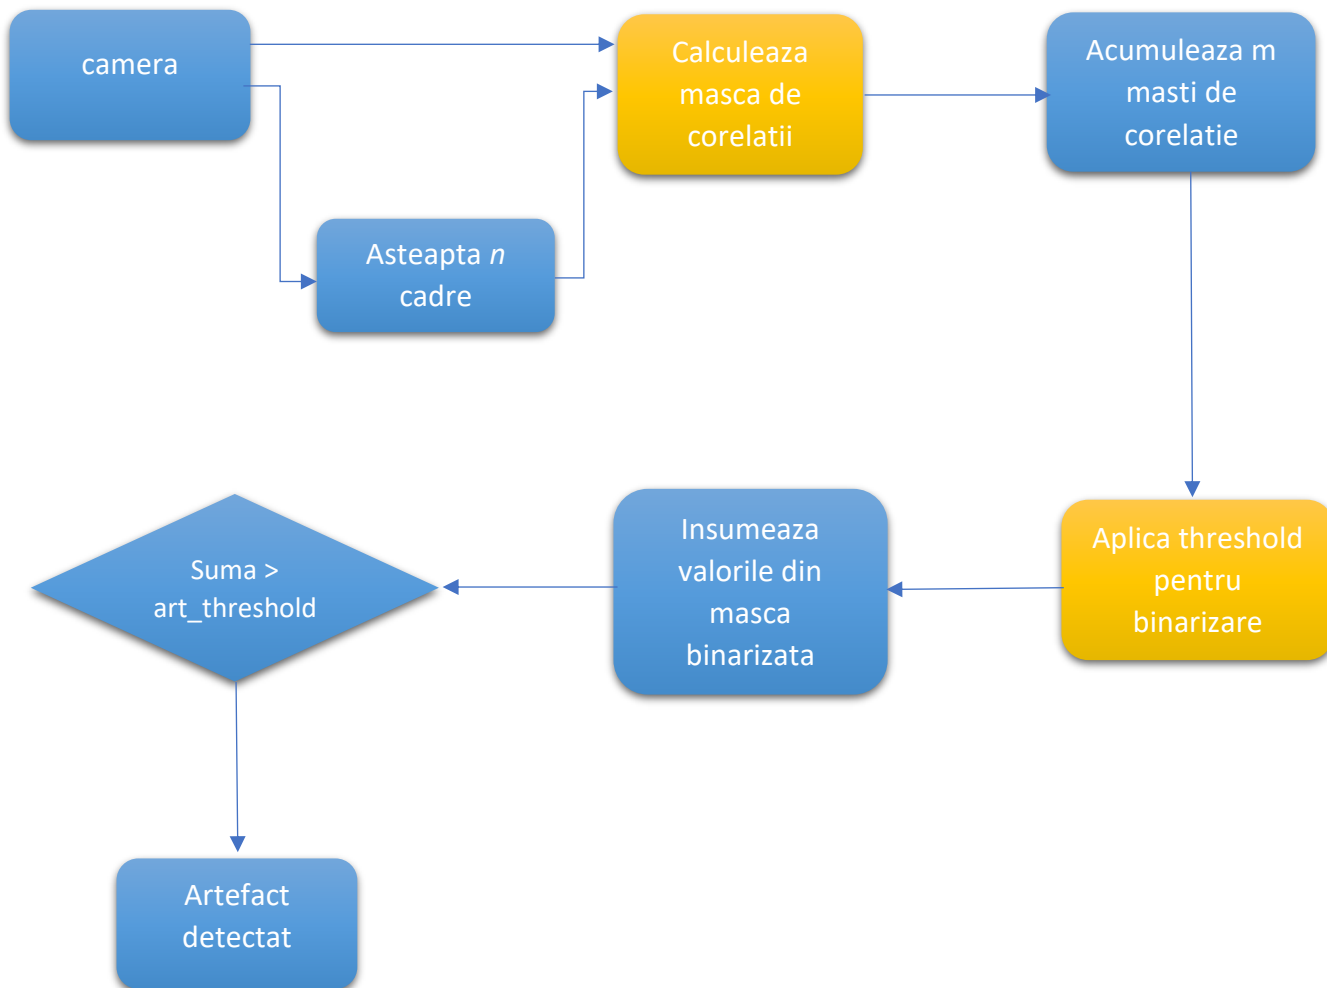 camera
Calculeaza
masca de
corelatii
Acumuleaza m
masti de
corelatie
Asteapta n
cadre
Suma >
art_threshold
Insumeaza
valorile din
masca
binarizata
Aplica threshold
pentru
binarizare
Artefact
detectat